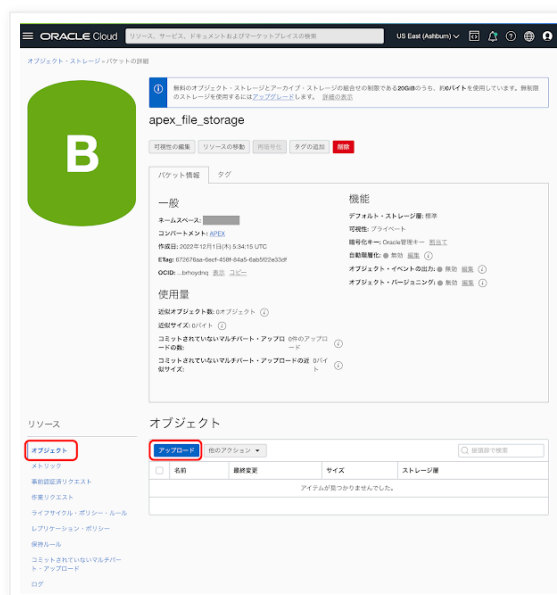 ORACLE Cloud
リソース、サービス、ドキュメントおよびマーケットプレイスの検索
US East (Ashburn)
オブジェクト・ストレージ » バケットの詳細
B
無料のオブジェクト・ストレージとアーカイブ・ストレージの組合せの制限である20GiBのうち、約0バイトを使用しています。無制限
のストレージを使用するにはアップグレードします。 詳細の表示
apex_file_storage
可視性の編集
リソースの移動
再暗号化
タグの追加
削除
バケット情報
タグ
一般
ネームスペース:
コンパートメント: APEX
作成日: 2022年12月1日(木) 5:34:15 UTC
OCID: ...brhoydnq 表示 コピー
使用量
近似オブジェクト数: 0オブジェクト
近似サイズ: 0バイト
コミットされていないマルチパート・アップロ 0件のアップロ
ードの数: ード
コミットされていないマルチパート・アップロードの近 0バイ
似サイズ: ト
機能
デフォルト・ストレージ層: 標準
可視性: プライベート
暗号化キー: Oracle管理キー 割当て
自動階層化: 無効 編集
オブジェクト・イベントの出力: 無効 編集
オブジェクト・バージョニング: 無効 編集
リソース
オブジェクト
メトリック
事前認証済リクエスト
作業リクエスト
ライフサイクル・ポリシー・ルール
レプリケーション・ポリシー
保持ルール
コミットされていないマルチパー
ト・アップロード
ログ
オブジェクト
アップロード
他のアクション
接頭辞で検索
名前
最終変更
サイズ
ストレージ層
アイテムが見つかりませんでした。